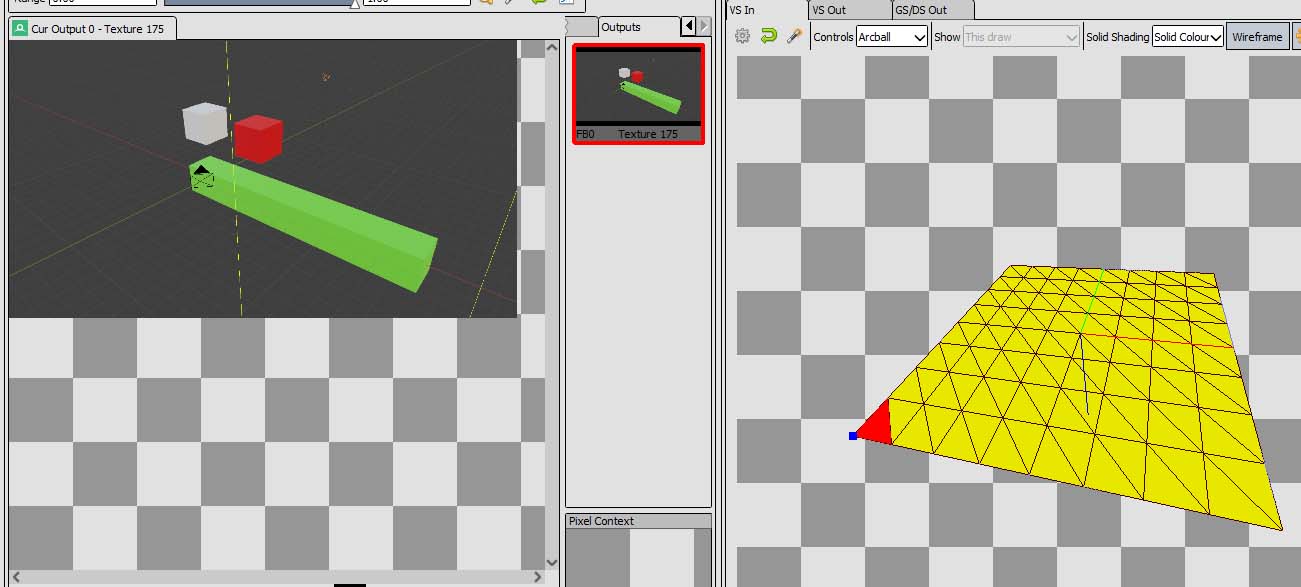 Cur Output 0 - Texture 175
Outputs
FB0 Texture 175
Pixel Context
VS In
VS Out
GS/DS Out
Controls Arcball Show This draw Solid Shading Solid Colour Wireframe